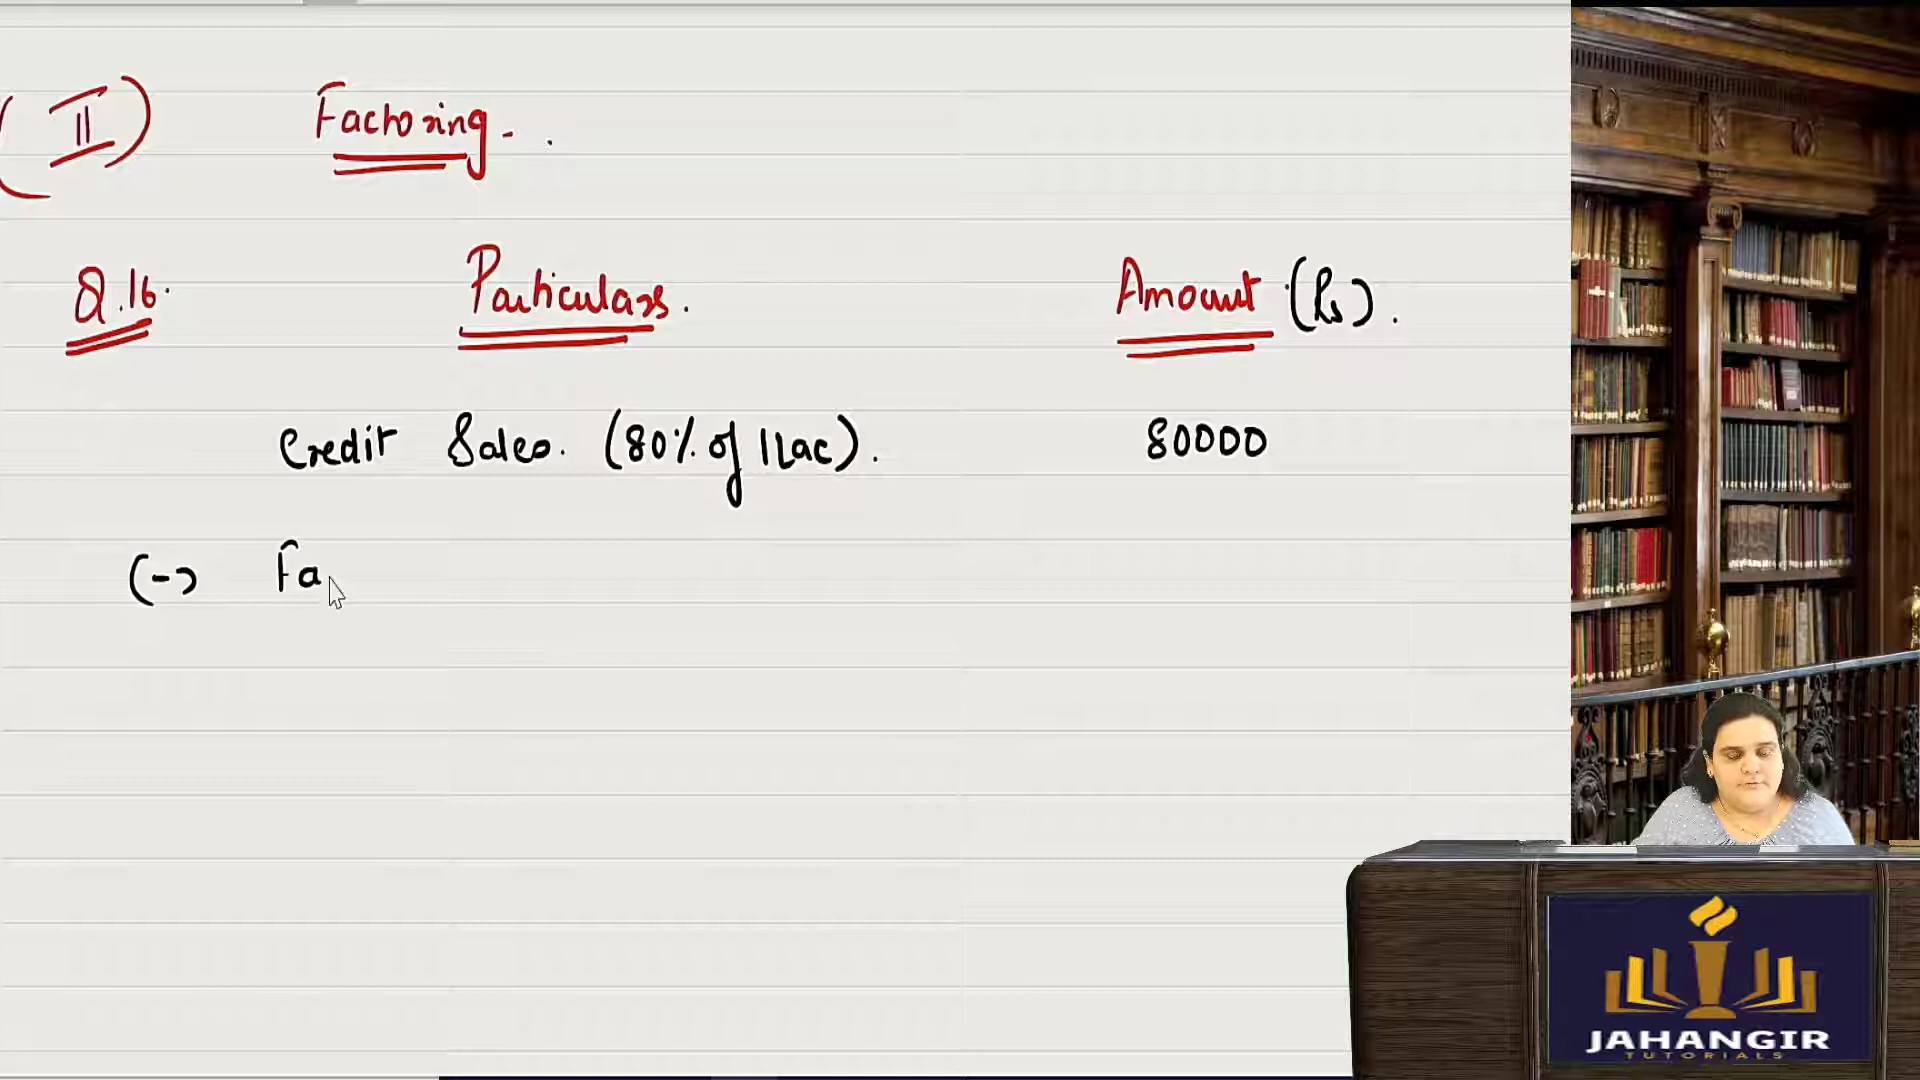 (II) Factoring.
Q.16. Particulars. Amount (Rs).
Credit Sales. (80% of 1Lac). 80000
(-) Fa
JAHANGIR
TUTORIALS